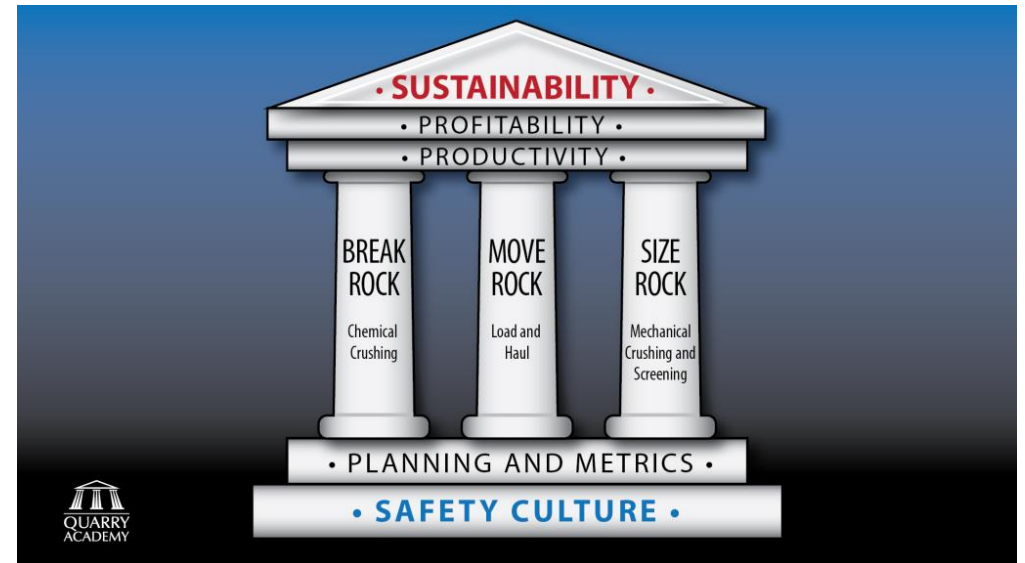 • SUSTAINABILITY •
• PROFITABILITY •
• PRODUCTIVITY •
BREAK
ROCK
Chemical
Crushing
MOVE
ROCK
Load and
Haul
SIZE
ROCK
Mechanical
Crushing and
Screening
• PLANNING AND METRICS •
• SAFETY CULTURE •
QUARRY
ACADEMY